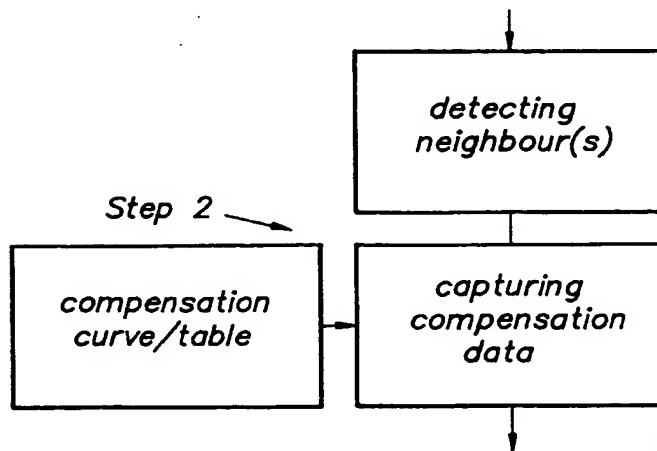 detecting
neighbour(s)
Step 2
compensation
curve/table
capturing
compensation
data